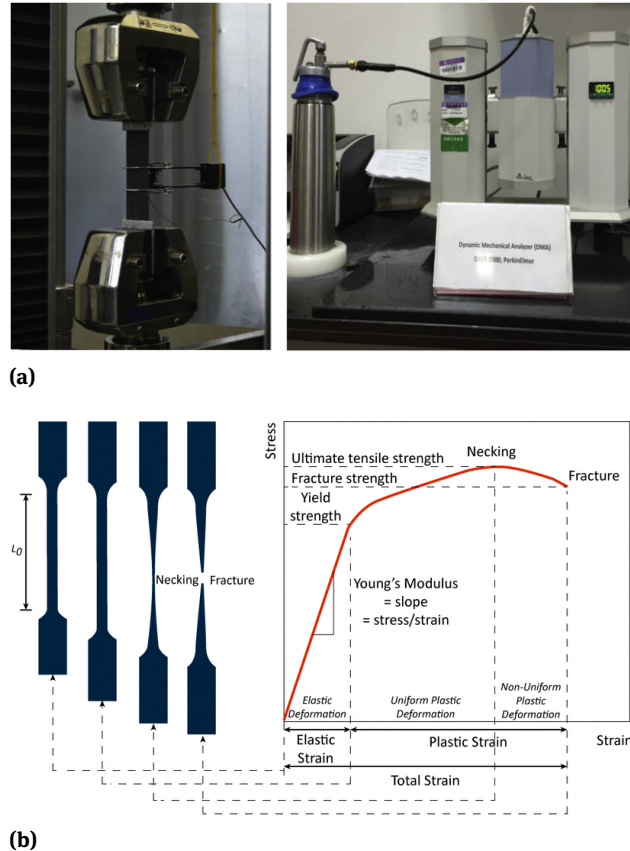 1005
Dynamic Mechanical Analyzer (DMA)
PerkinElmer
(a)
Stress
Ultimate tensile strength
Necking
Fracture strength
Fracture
Yield
strength
L0
Necking
Fracture
Young's Modulus
= slope
= stress/strain
Elastic
Deformation
Uniform Plastic
Deformation
Non-Uniform
Plastic
Deformation
Elastic
Strain
Plastic Strain
Strain
Total Strain
(b)